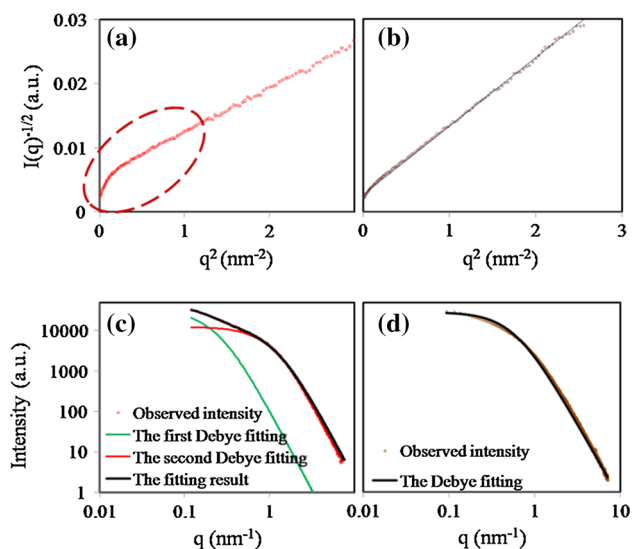 (a)
(b)
I(q)⁻¹/² (a.u.)
0.03
0.02
0.01
0
0 1 2
q² (nm⁻²)
0 1 2 3
q² (nm⁻²)
(c)
(d)
Intensity (a.u.)
10000
1000
100
10
1
Observed intensity
The first Debye fitting
The second Debye fitting
The fitting result
Observed intensity
The Debye fitting
0.01 0.1 1
q (nm⁻¹)
0.01 0.1 1 10
q (nm⁻¹)